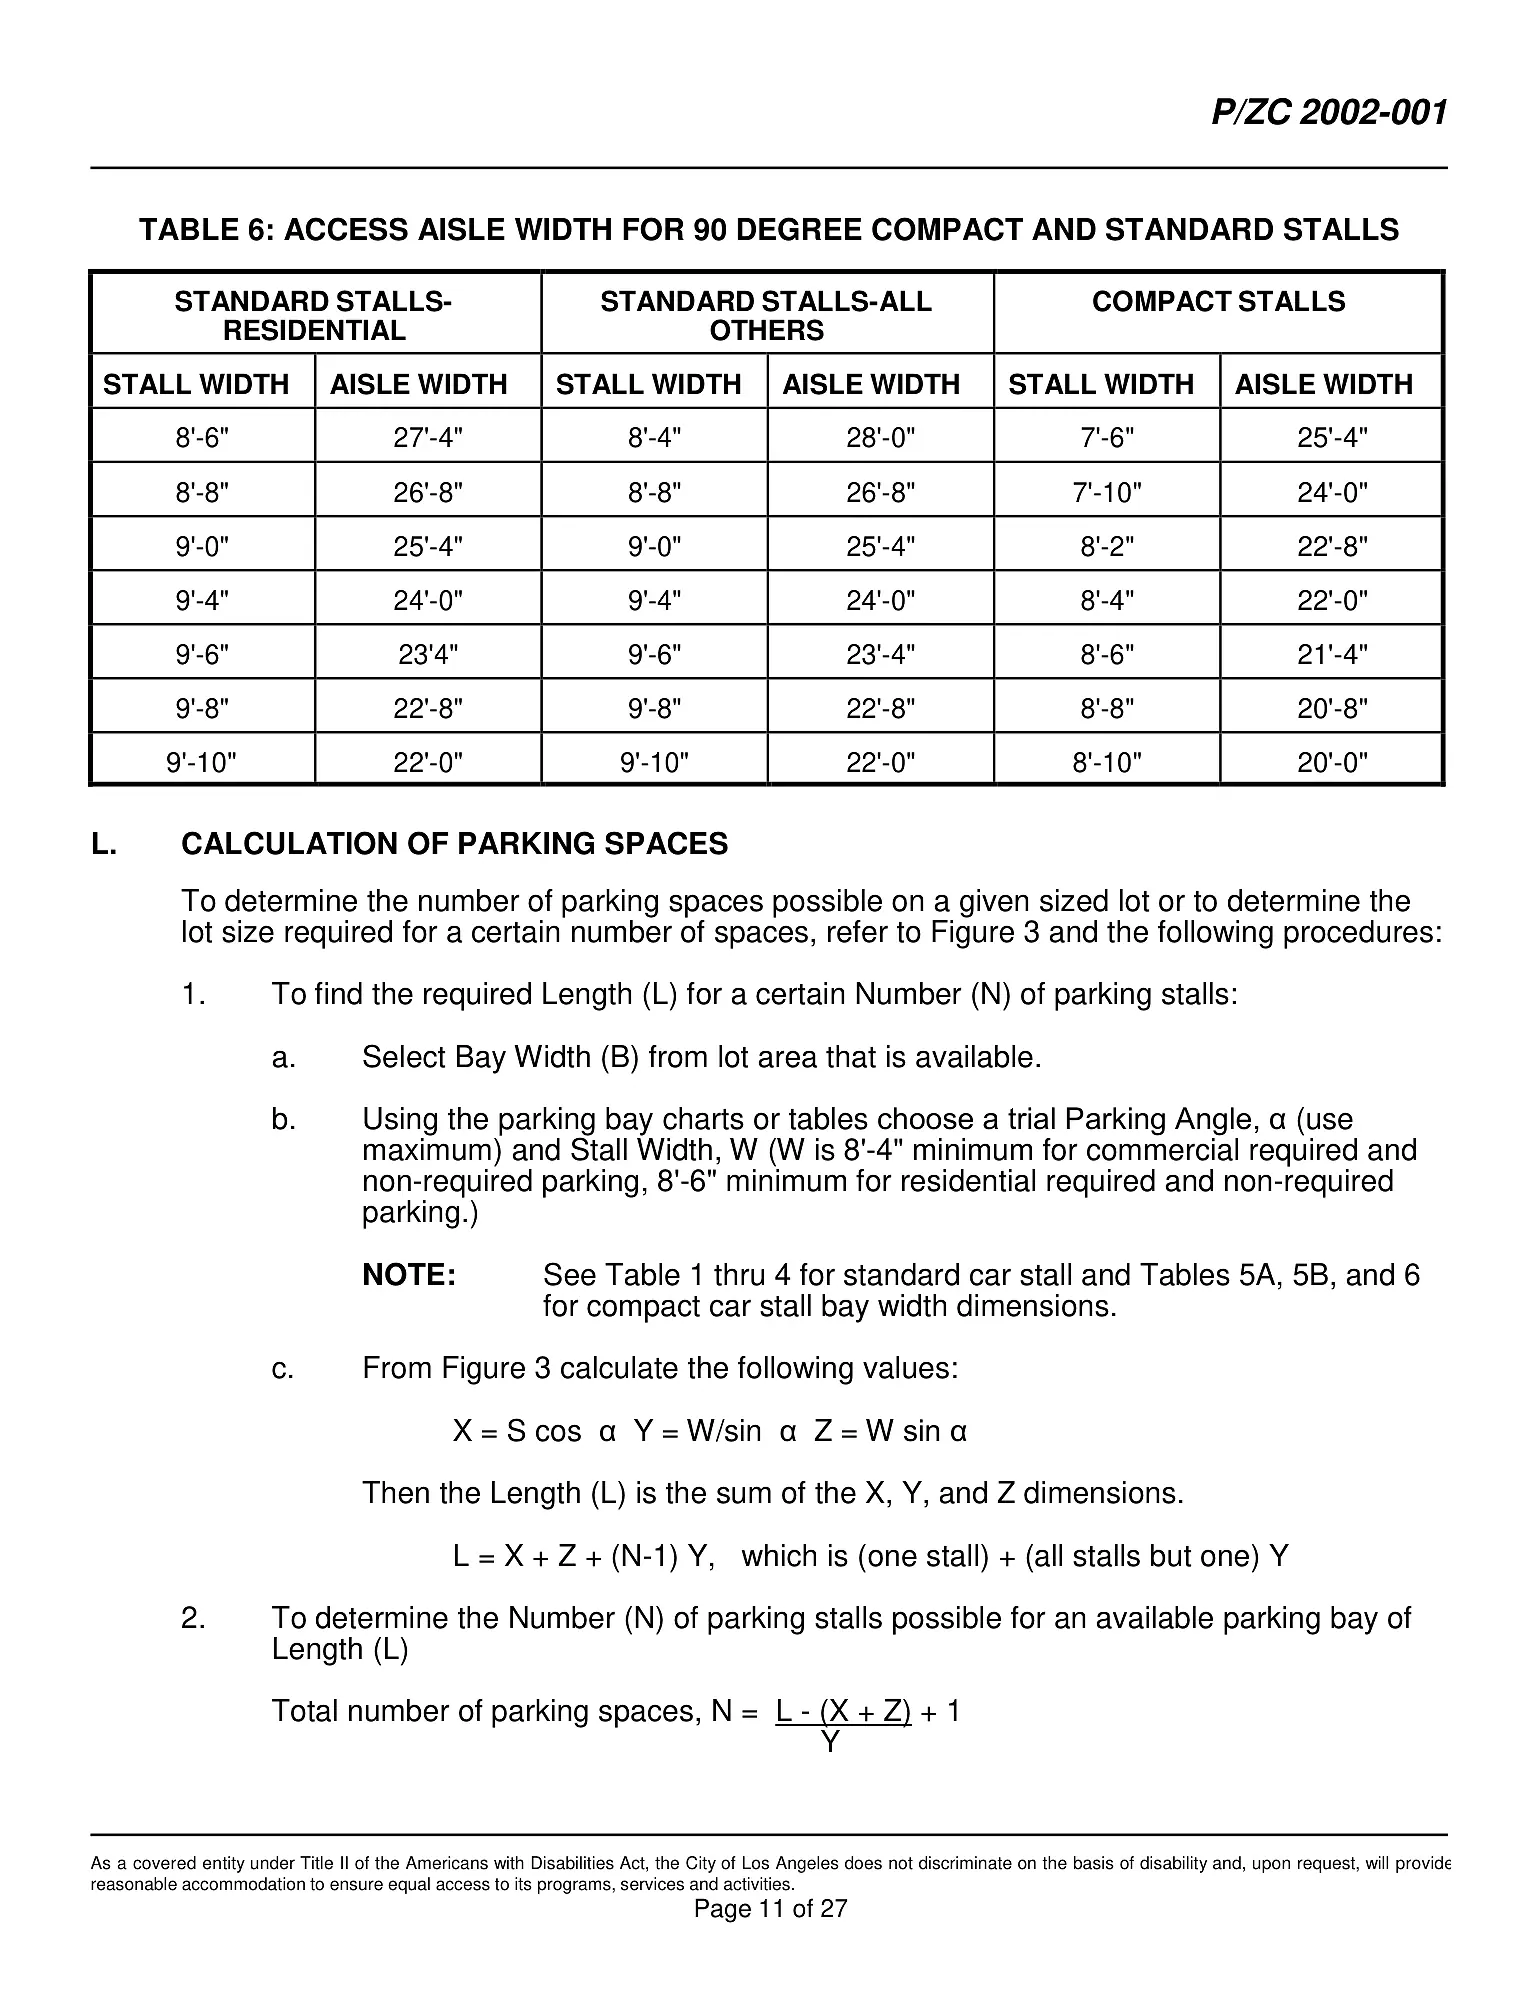 P/ZC 2002-001
TABLE 6: ACCESS AISLE WIDTH FOR 90 DEGREE COMPACT AND STANDARD STALLS
STANDARD STALLS-
RESIDENTIAL
STANDARD STALLS-ALL
OTHERS
COMPACT STALLS
STALL WIDTH AISLE WIDTH STALL WIDTH AISLE WIDTH STALL WIDTH AISLE WIDTH
8'-6" 27'-4" 8'-4" 28'-0" 7'-6" 25'-4"
8'-8" 26'-8" 8'-8" 26'-8" 7'-10" 24'-0"
9'-0" 25'-4" 9'-0" 25'-4" 8'-2" 22'-8"
9'-4" 24'-0" 9'-4" 24'-0" 8'-4" 22'-0"
9'-6" 23'4" 9'-6" 23'-4" 8'-6" 21'-4"
9'-8" 22'-8" 9'-8" 22'-8" 8'-8" 20'-8"
9'-10" 22'-0" 9'-10" 22'-0" 8'-10" 20'-0"
L. CALCULATION OF PARKING SPACES
To determine the number of parking spaces possible on a given sized lot or to determine the
lot size required for a certain number of spaces, refer to Figure 3 and the following procedures:
1. To find the required Length (L) for a certain Number (N) of parking stalls:
a. Select Bay Width (B) from lot area that is available.
b. Using the parking bay charts or tables choose a trial Parking Angle, α (use
maximum) and Stall Width, W (W is 8'-4" minimum for commercial required and
non-required parking, 8'-6" minimum for residential required and non-required
parking.)
NOTE: See Table 1 thru 4 for standard car stall and Tables 5A, 5B, and 6
for compact car stall bay width dimensions.
c. From Figure 3 calculate the following values:
X = S cos α Y = W/sin α Z = W sin α
Then the Length (L) is the sum of the X, Y, and Z dimensions.
L = X + Z + (N-1) Y, which is (one stall) + (all stalls but one) Y
2. To determine the Number (N) of parking stalls possible for an available parking bay of
Length (L)
Total number of parking spaces, N = L - (X + Z) + 1
Y
As a covered entity under Title II of the Americans with Disabilities Act, the City of Los Angeles does not discriminate on the basis of disability and, upon request, will provide
reasonable accommodation to ensure equal access to its programs, services and activities.
Page 11 of 27